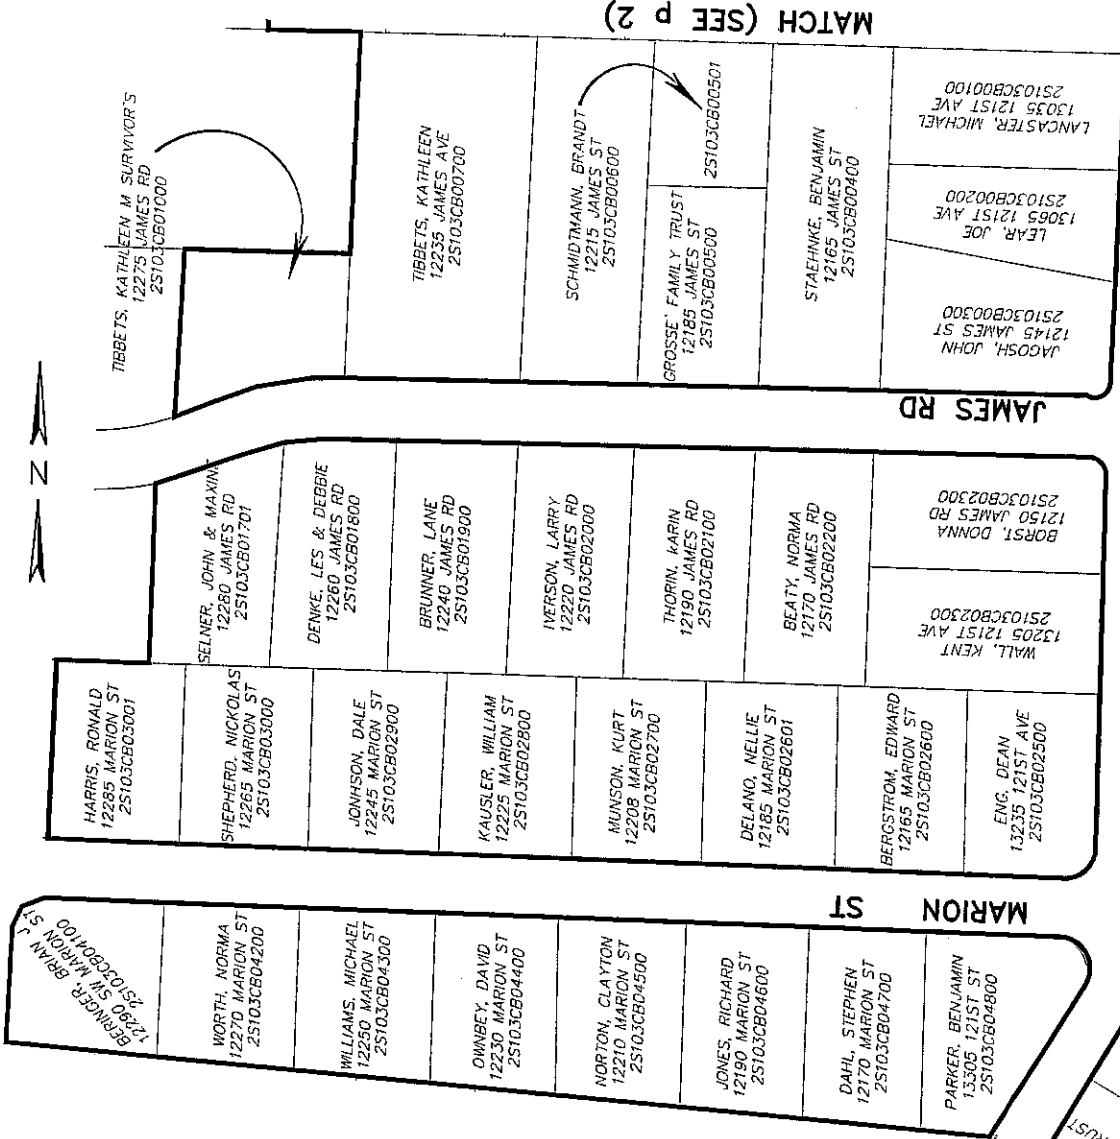 MATCH (SEE p 2)
TIBBETS, KATHLEEN M SURVIVOR'S
12275 JAMES RD
2S103CB01000
TIBBETS, KATHLEEN
12235 JAMES AVE
2S103CB00700
SCHMIDTMANN, BRANDT
12215 JAMES ST
2S103CB00600
2S103CB00501
GROSSE' FAMILY TRUST
12185 JAMES ST
2S103CB00500
STAEHNKE, BENJAMIN
12165 JAMES ST
2S103CB00400
LANCASTER, MICHAEL
13035 121ST AVE
2S103CB00100
LEAR, JOE
13065 121ST AVE
2S103CB00200
JAGOSH, JOHN
12145 JAMES ST
2S103CB00300
JAMES RD
N
SELNER, JOHN & MAXINE
12280 JAMES RD
2S103CB01701
DENKE, LES & DEBBIE
12260 JAMES RD
2S103CB01800
BRUNNER, LANE
12240 JAMES RD
2S103CB01900
IVERSON, LARRY
12220 JAMES RD
2S103CB02000
THORIN, KARIN
12190 JAMES RD
2S103CB02100
BEATY, NORMA
12170 JAMES RD
2S103CB02200
BORST, DONNA
12150 JAMES RD
2S103CB02300
WALL, KENT
13205 121ST AVE
2S103CB02300
HARRIS, RONALD
12285 MARION ST
2S103CB03001
SHEPHERD, NICKOLAS
12265 MARION ST
2S103CB03000
JONHSON, DALE
12245 MARION ST
2S103CB02900
KAUSLER, WILLIAM
12225 MARION ST
2S103CB02800
MUNSON, KURT
12208 MARION ST
2S103CB02700
DELANO, NELLIE
12185 MARION ST
2S103CB02601
BERGSTROM, EDWARD
12165 MARION ST
2S103CB02600
ENG, DEAN
13235 121ST AVE
2S103CB02500
MARION ST
BERINGER, BRIAN J
12290 SW MARION ST
2S103CB04100
WORTH, NORMA
12270 MARION ST
2S103CB04200
WILLIAMS, MICHAEL
12250 MARION ST
2S103CB04300
OWNBEY, DAVID
12230 MARION ST
2S103CB04400
NORTON, CLAYTON
12210 MARION ST
2S103CB04500
JONES, RICHARD
12190 MARION ST
2S103CB04600
DAHL, STEPHEN
12170 MARION ST
2S103CB04700
PARKER, BENJAMIN
13305 121ST ST
2S103CB04800